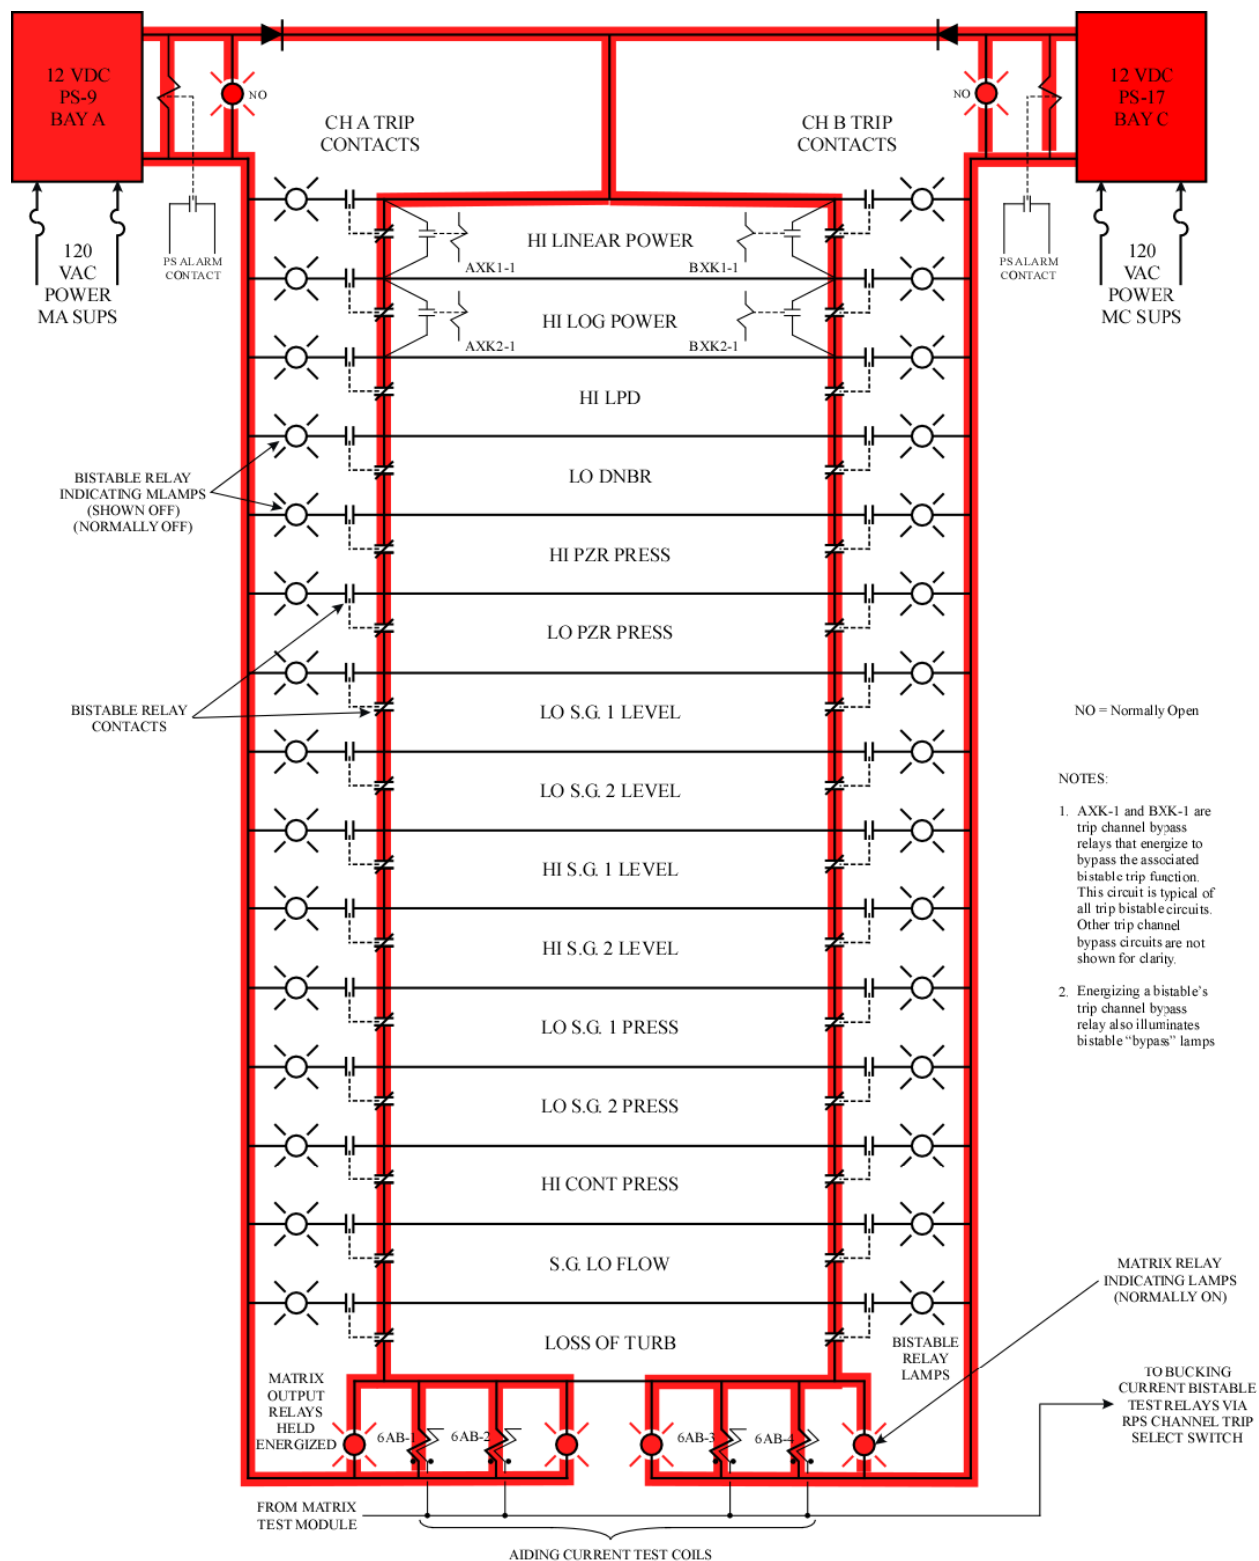 12 VDC
PS-9
BAY A
NO
CH A TRIP
CONTACTS
CH B TRIP
CONTACTS
NO
12 VDC
PS-17
BAY C
120
VAC
POWER
MA SUPS
PS ALARM
CONTACT
HI LINEAR POWER
AXK1-1
BXK1-1
PS ALARM
CONTACT
120
VAC
POWER
MC SUPS
HI LOG POWER
AXK2-1
BXK2-1
HI LPD
BISTABLE RELAY
INDICATING MLAMPS
(SHOWN OFF)
(NORMALLY OFF)
LO DNBR
HI PZR PRESS
LO PZR PRESS
BISTABLE RELAY
CONTACTS
LO S.G. 1 LEVEL
NO = Normally Open
LO S.G. 2 LEVEL
NOTES:
1. AXK-1 and BXK-1 are
trip channel bypass
relays that energize to
bypass the associated
bistable trip function.
This circuit is typical of
all trip bistable circuits.
Other trip channel
bypass circuits are not
shown for clarity.
2. Energizing a bistable's
trip channel bypass
relay also illuminates
bistable "bypass" lamps
HI S.G. 1 LEVEL
HI S.G. 2 LEVEL
LO S.G. 1 PRESS
LO S.G. 2 PRESS
HI CONT PRESS
S.G. LO FLOW
LOSS OF TURB
MATRIX RELAY
INDICATING LAMPS
(NORMALLY ON)
BISTABLE
RELAY
LAMPS
MATRIX
OUTPUT
RELAYS
HELD
ENERGIZED
6AB-1
6AB-2
6AB-3
6AB-4
TO BUCKING
CURRENT BISTABLE
TEST RELAYS VIA
RPS CHANNEL TRIP
SELECT SWITCH
FROM MATRIX
TEST MODULE
AIDING CURRENT TEST COILS